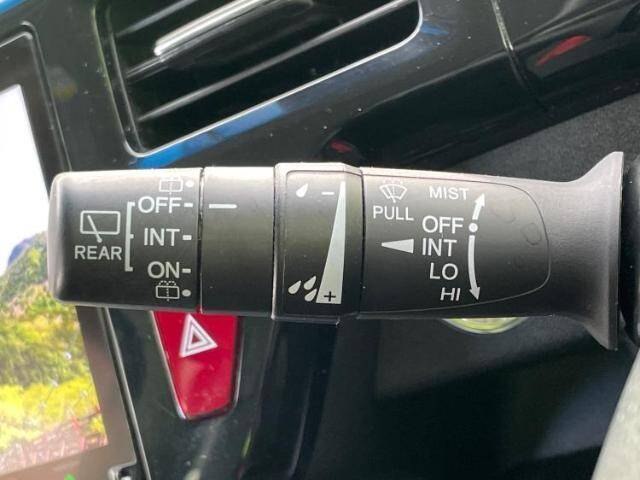 OFF
INT
ON
REAR
− 
+
PULL
MIST
OFF
INT
LO
HI